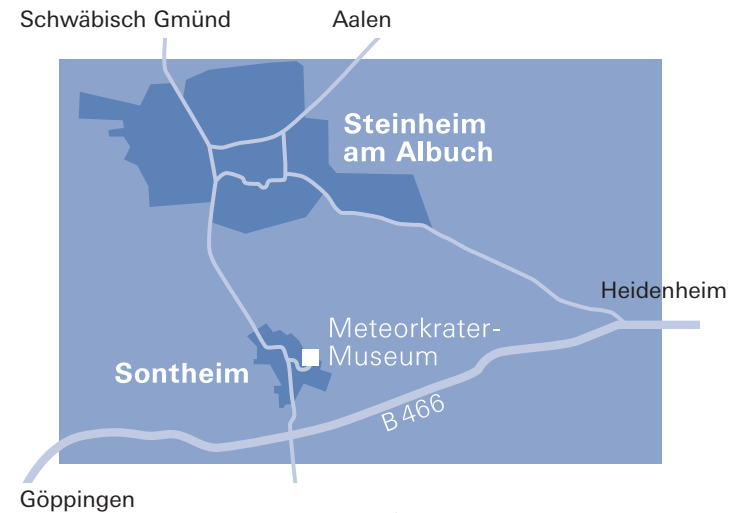 Schwäbisch Gmünd
Aalen
Steinheim
am Albuch
Heidenheim
Meteorkrater-
Museum
Sontheim
B 466
Göppingen